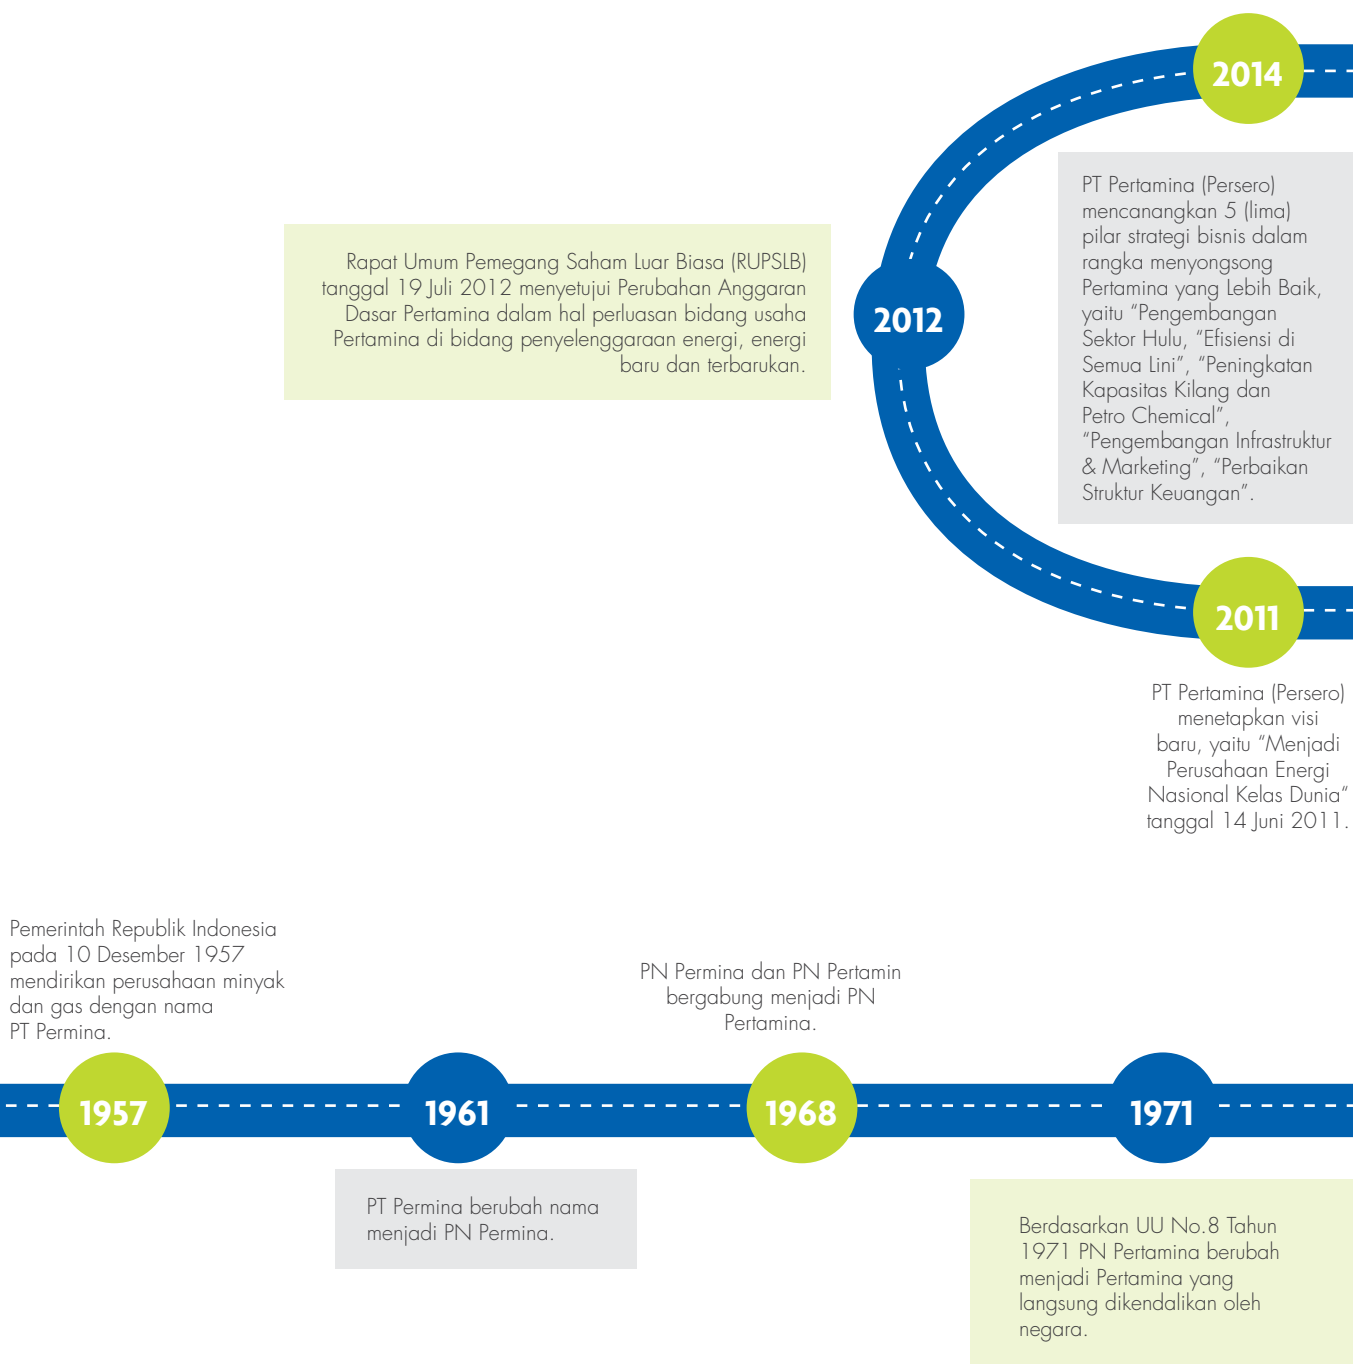 2014
PT Pertamina (Persero)
mencanangkan 5 (lima)
pilar strategi bisnis dalam
rangka menyongsong
Pertamina yang Lebih Baik,
yaitu “Pengembangan
Sektor Hulu, “Efisiensi di
Semua Lini”, “Peningkatan
Kapasitas Kilang dan
Petro Chemical”,
“Pengembangan Infrastruktur
& Marketing”, “Perbaikan
Struktur Keuangan”.
Rapat Umum Pemegang Saham Luar Biasa (RUPSLB)
tanggal 19 Juli 2012 menyetujui Perubahan Anggaran
Dasar Pertamina dalam hal perluasan bidang usaha
Pertamina di bidang penyelenggaraan energi, energi
baru dan terbarukan.
2012
2011
PT Pertamina (Persero)
menetapkan visi
baru, yaitu “Menjadi
Perusahaan Energi
Nasional Kelas Dunia“
tanggal 14 Juni 2011.
Pemerintah Republik Indonesia
pada 10 Desember 1957
mendirikan perusahaan minyak
dan gas dengan nama
PT Permina.
1957
1961
PT Permina berubah nama
menjadi PN Permina.
PN Permina dan PN Pertamin
bergabung menjadi PN
Pertamina.
1968
1971
Berdasarkan UU No.8 Tahun
1971 PN Pertamina berubah
menjadi Pertamina yang
langsung dikendalikan oleh
negara.